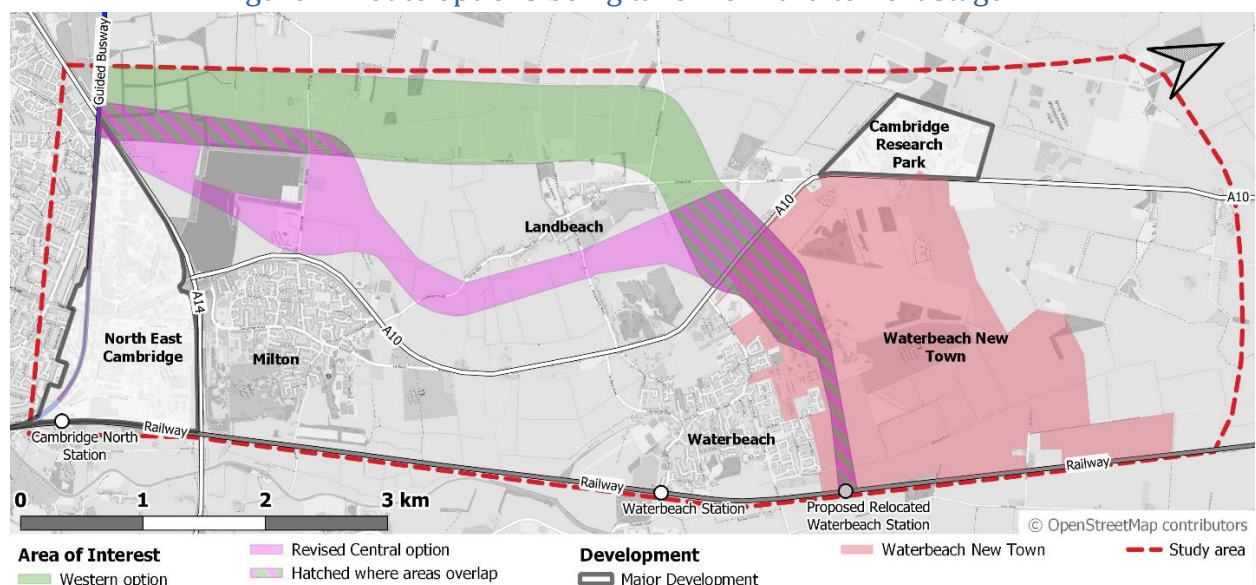 Guided Busway
Cambridge
Research
Park
A10
A10
Landbeach
A14
North East
Cambridge
Milton
A10
Waterbeach New
Town
Waterbeach
Cambridge North
Station
Railway
Railway
Waterbeach Station
Proposed Relocated
Waterbeach Station
Railway
0 1 2 3 km
© OpenStreetMap contributors
Area of Interest
Western option
Revised Central option
Hatched where areas overlap
Development
Major Development
Waterbeach New Town
Study area